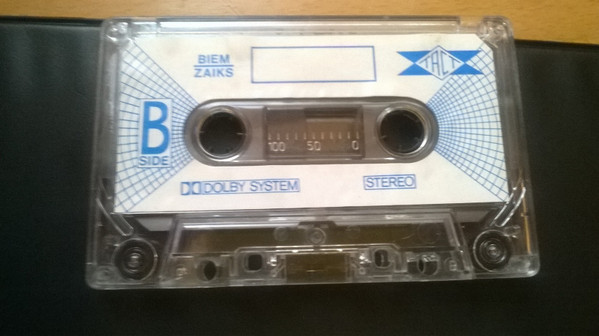 BIEM
ZAIKS
TACT
B
SIDE
100 50 0
DOLBY SYSTEM
STEREO